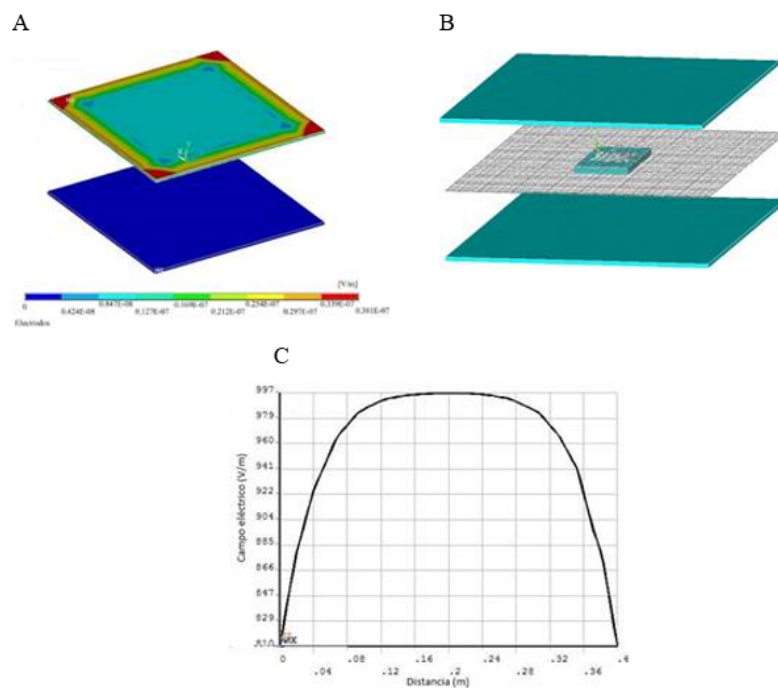 A
B
[V/m]
0 0.847E-08 0.169E-07 0.254E-07 0.339E-07
0.424E-08 0.127E-07 0.212E-07 0.297E-07 0.381E-07
Electrodos
C
997
979
960
941
922
904
885
866
847
829
810
Campo eléctrico (V/m)
0 .08 .16 .24 .32 .4
.04 .12 .2 .28 .36
Distancia (m)